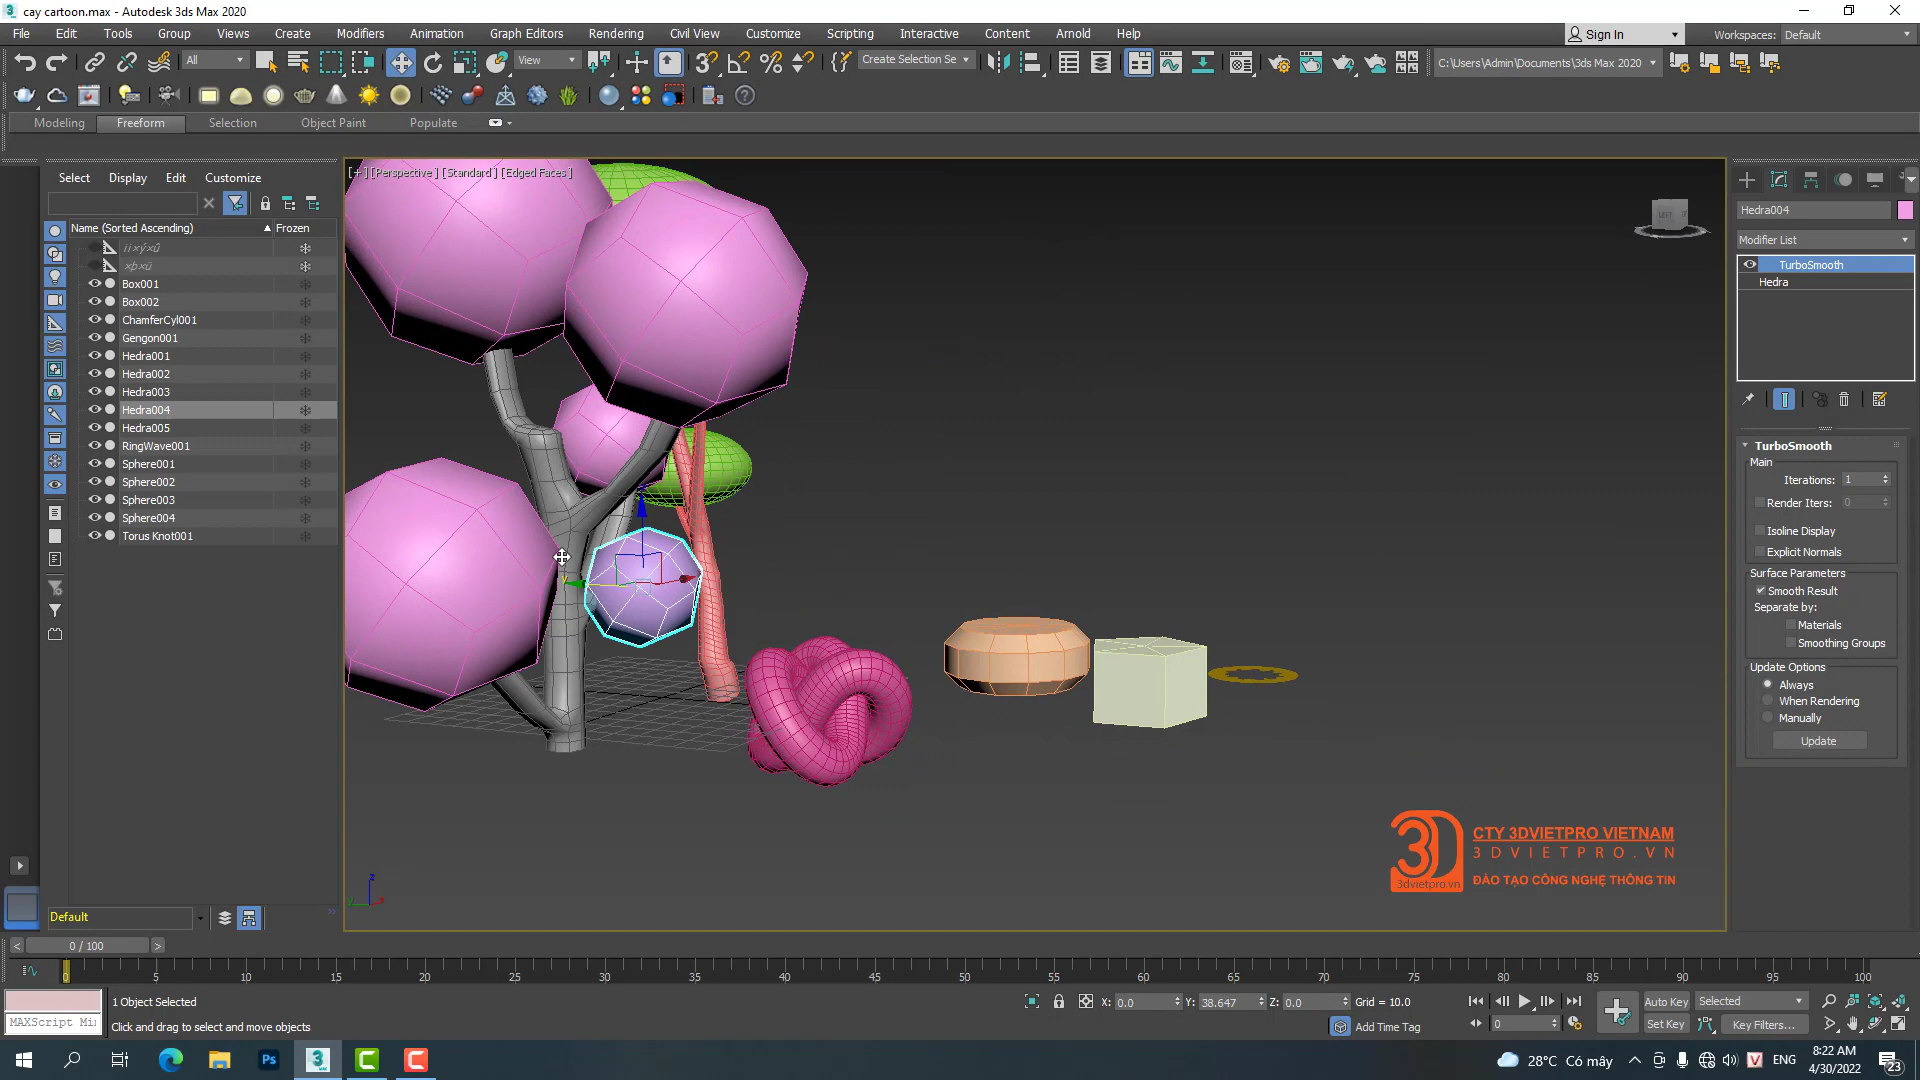 cay cartoon.max - Autodesk 3ds Max 2020
File Edit Tools Group Views Create Modifiers Animation Graph Editors Rendering Civil View Customize Scripting Interactive Content Arnold Help
Sign In Workspaces: Default
All View Create Selection Se C:\Users\Admin\Documents\3ds Max 2020
Modeling Freeform Selection Object Paint Populate
Select Display Edit Customize
[+] [Perspective ] [Standard ] [Edged Faces ]
Name (Sorted Ascending) Frozen
Box001
Box002
ChamferCyl001
Gengon001
Hedra001
Hedra002
Hedra003
Hedra004
Hedra005
RingWave001
Sphere001
Sphere002
Sphere003
Sphere004
Torus Knot001
LEFT
z
y
z
y x
Hedra004
Modifier List
TurboSmooth
Hedra
TurboSmooth
Main
Iterations: 1
Render Iters: 0
Isoline Display
Explicit Normals
Surface Parameters
Smooth Result
Separate by:
Materials
Smoothing Groups
Update Options
Always
When Rendering
Manually
Update
3D
3dvietpro.vn
CTY 3DVIETPRO VIETNAM
3DVIETPRO.VN
ĐÀO TẠO CÔNG NGHỆ THÔNG TIN
Default
< 0 / 100 >
0 5 10 15 20 25 30 35 40 45 50 55 60 65 70 75 80 85 90 95 100
1 Object Selected
X: 0.0 Y: 38.647 Z: 0.0 Grid = 10.0
Auto Key Selected
MAXScript Mi
Click and drag to select and move objects
Add Time Tag
0
Set Key Key Filters...
28°C Có mây ENG
8:22 AM
4/30/2022
23